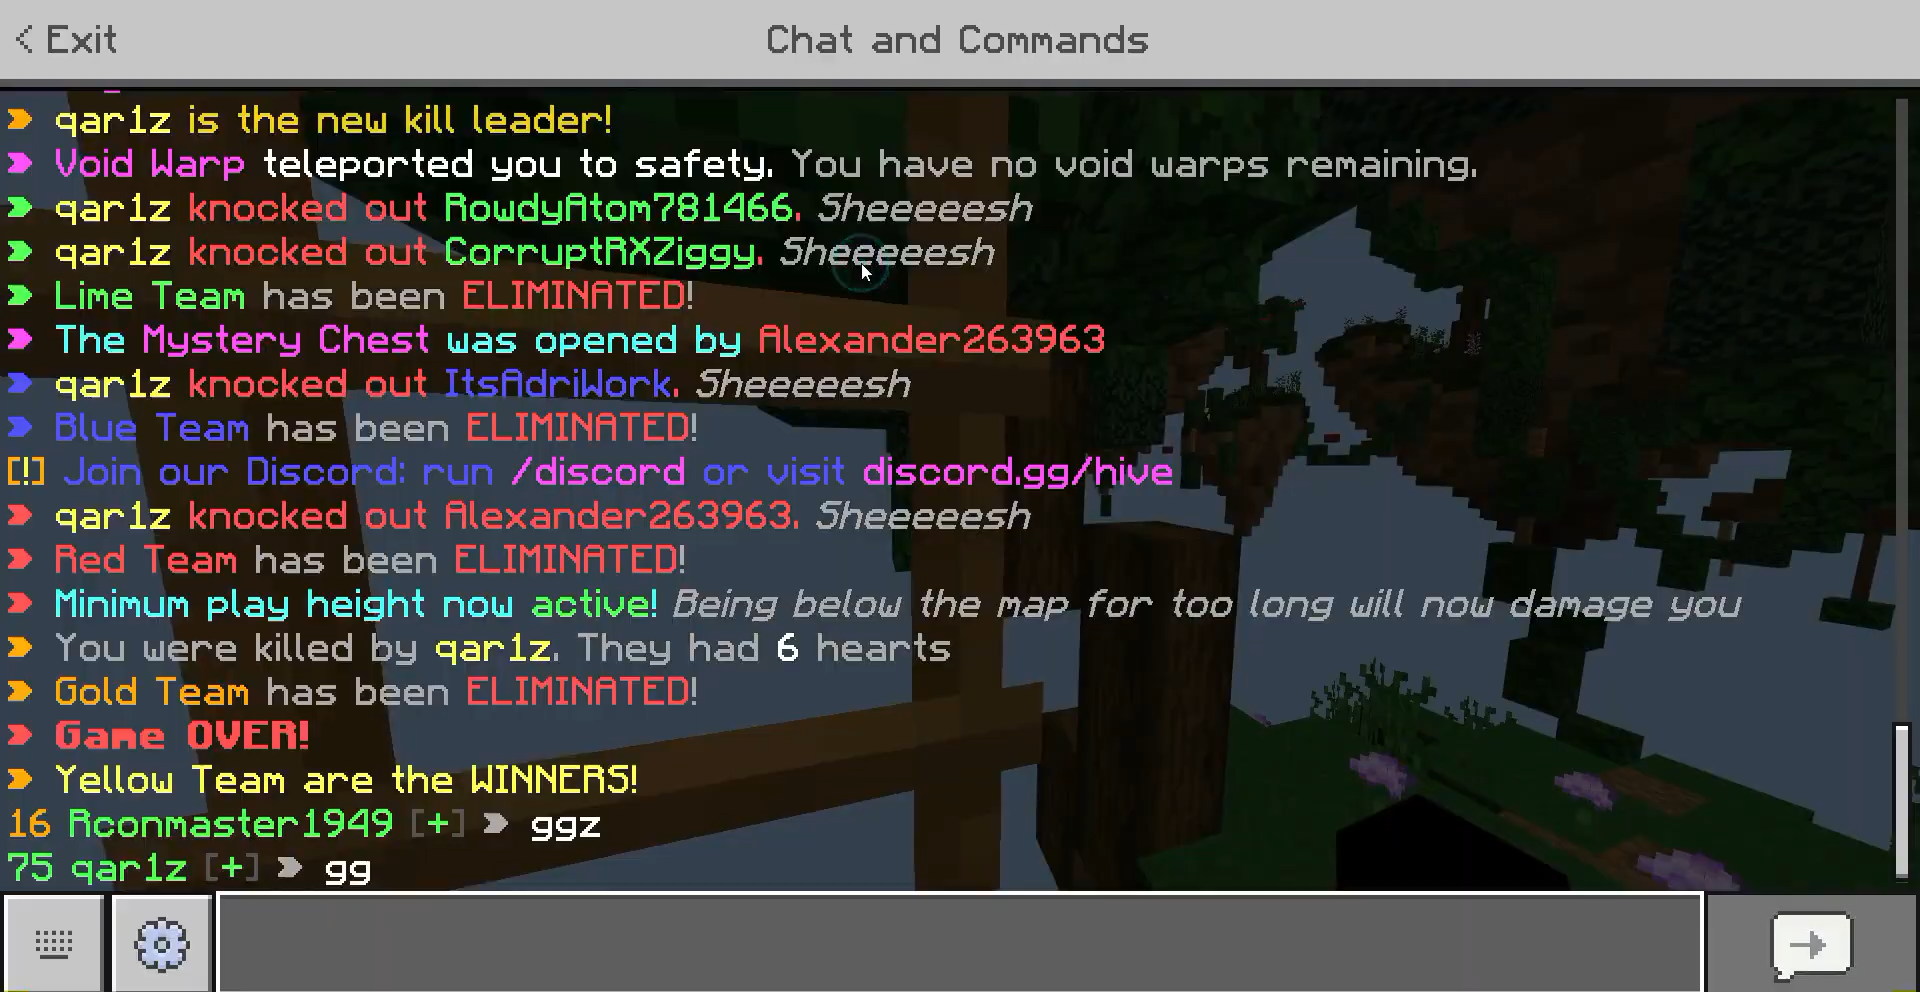 < Exit
Chat and Commands
qar1z is the new kill leader!
Void Warp teleported you to safety. You have no void warps remaining.
qar1z knocked out RowdyAtom781466. Sheeeeesh
qar1z knocked out CorruptRXZiggy. Sheeeeesh
Lime Team has been ELIMINATED!
The Mystery Chest was opened by Alexander263963
qar1z knocked out ItsAdriWork. Sheeeeesh
Blue Team has been ELIMINATED!
[!] Join our Discord: run /discord or visit discord.gg/hive
qar1z knocked out Alexander263963. Sheeeeesh
Red Team has been ELIMINATED!
Minimum play height now active! Being below the map for too long will now damage you
You were killed by qar1z. They had 6 hearts
Gold Team has been ELIMINATED!
Game OVER!
Yellow Team are the WINNERS!
16 Rconmaster1949 [+] » ggz
75 qar1z [+] » gg